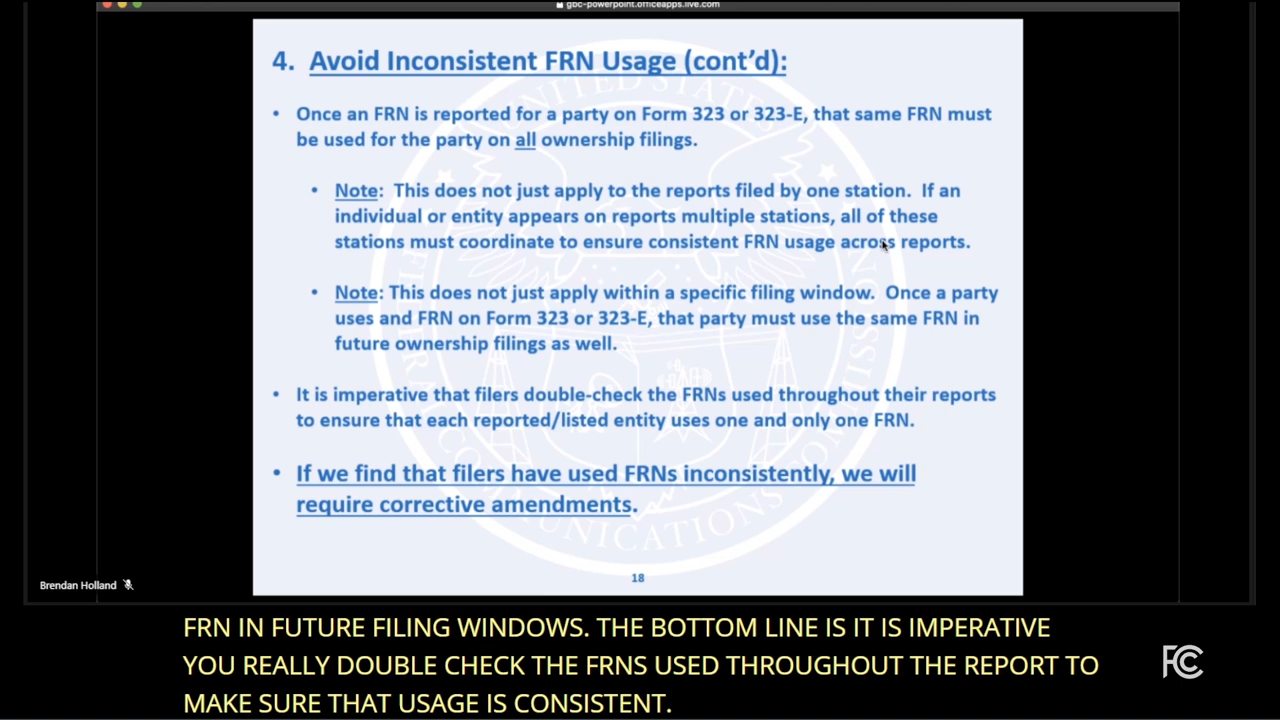 gbc-powerpoint.officeapps.live.com
4. Avoid Inconsistent FRN Usage (cont’d):
• Once an FRN is reported for a party on Form 323 or 323-E, that same FRN must
be used for the party on all ownership filings.
• Note: This does not just apply to the reports filed by one station. If an
individual or entity appears on reports multiple stations, all of these
stations must coordinate to ensure consistent FRN usage across reports.
• Note: This does not just apply within a specific filing window. Once a party
uses and FRN on Form 323 or 323-E, that party must use the same FRN in
future ownership filings as well.
• It is imperative that filers double-check the FRNs used throughout their reports
to ensure that each reported/listed entity uses one and only one FRN.
• If we find that filers have used FRNs inconsistently, we will
require corrective amendments.
18
UNITED STATES
COMMUNICATIONS
COMMISSION
Brendan Holland
FRN IN FUTURE FILING WINDOWS. THE BOTTOM LINE IS IT IS IMPERATIVE
YOU REALLY DOUBLE CHECK THE FRNS USED THROUGHOUT THE REPORT TO
MAKE SURE THAT USAGE IS CONSISTENT.
FCC